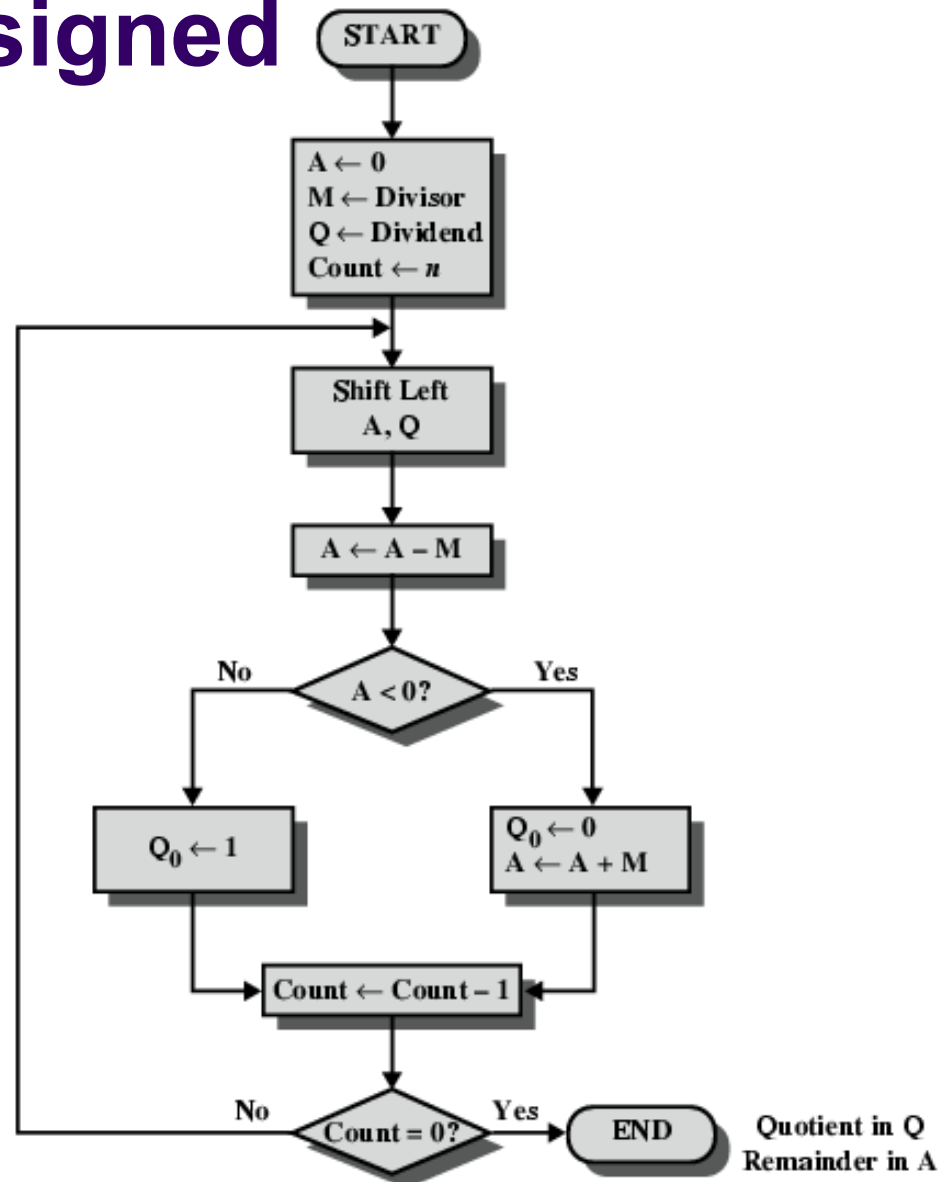 signed
START
A ← 0
M ← Divisor
Q ← Dividend
Count ← n
Shift Left
A, Q
A ← A – M
No
Yes
A < 0?
Q₀ ← 1
Q₀ ← 0
A ← A + M
Count ← Count – 1
No
Yes
Count = 0?
END
Quotient in Q
Remainder in A